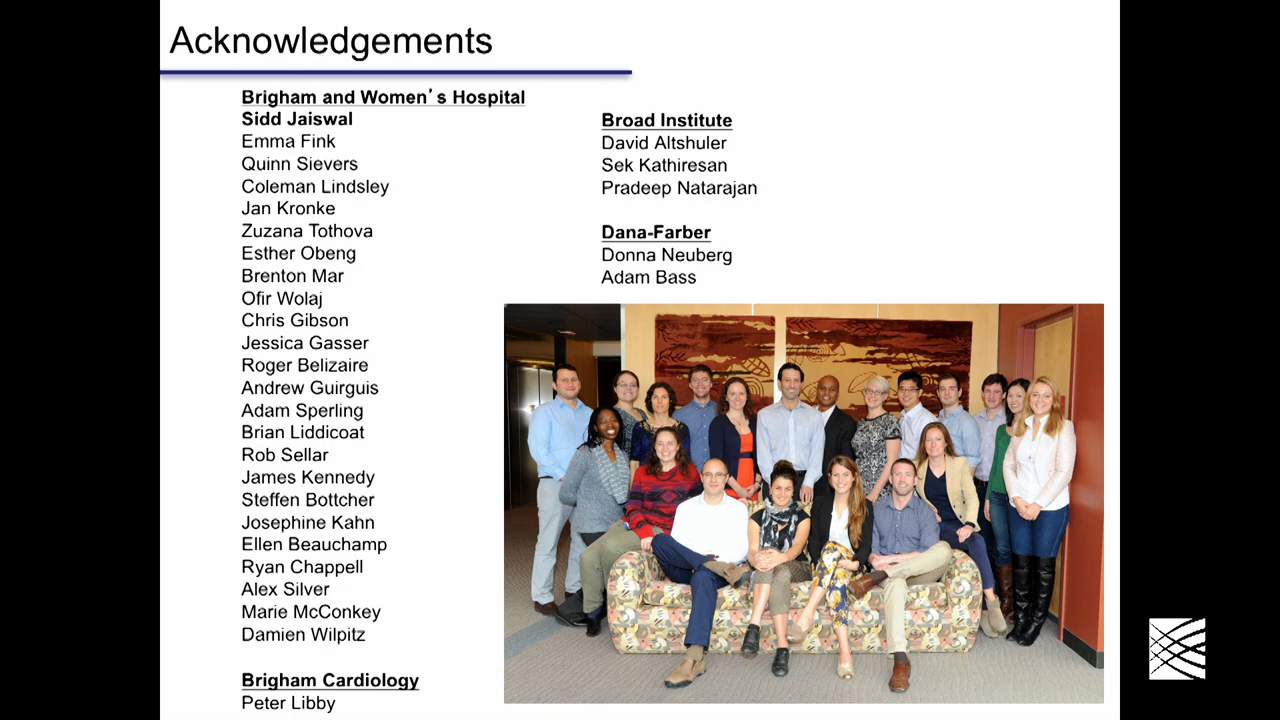 Acknowledgements
Brigham and Women's Hospital
Sidd Jaiswal
Emma Fink
Quinn Sievers
Coleman Lindsley
Jan Kronke
Zuzana Tothova
Esther Obeng
Brenton Mar
Ofir Wolaj
Chris Gibson
Jessica Gasser
Roger Belizaire
Andrew Guirguis
Adam Sperling
Brian Liddicoat
Rob Sellar
James Kennedy
Steffen Bottcher
Josephine Kahn
Ellen Beauchamp
Ryan Chappell
Alex Silver
Marie McConkey
Damien Wilpitz
Brigham Cardiology
Peter Libby
Broad Institute
David Altshuler
Sek Kathiresan
Pradeep Natarajan
Dana-Farber
Donna Neuberg
Adam Bass